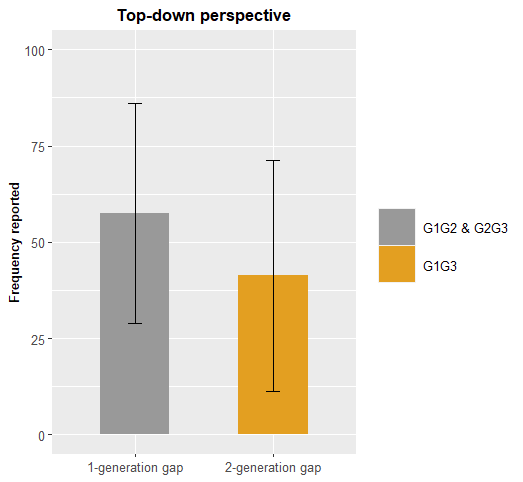 Top-down perspective
Frequency reported
100
75
50
25
0
1-generation gap
2-generation gap
G1G2 & G2G3
G1G3